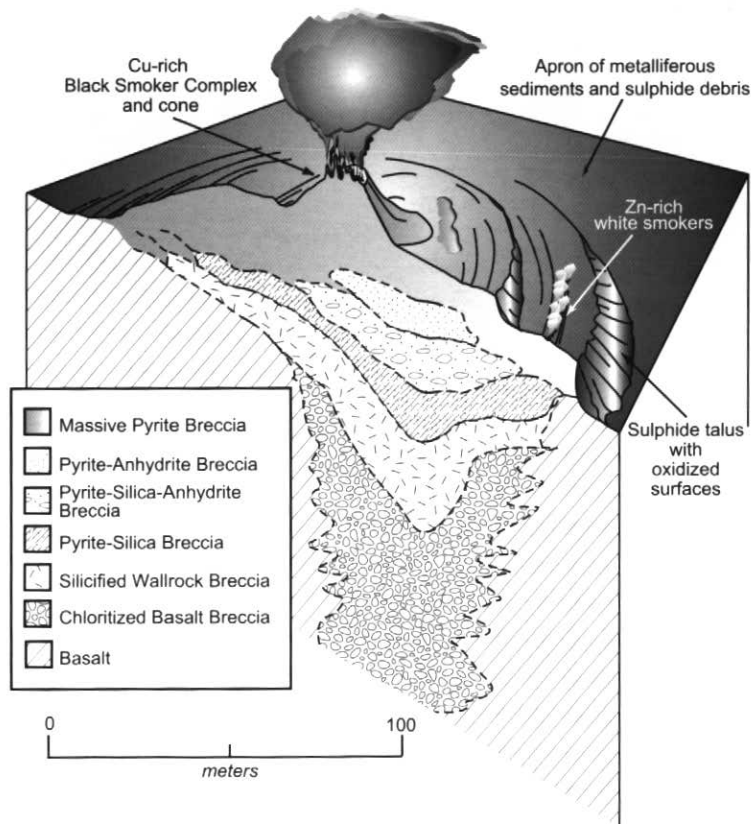 Cu-rich
Black Smoker Complex
and cone
Apron of metalliferous
sediments and sulphide debris
Zn-rich
white smokers
Sulphide talus
with
oxidized
surfaces
Massive Pyrite Breccia
Pyrite-Anhydrite Breccia
Pyrite-Silica-Anhydrite
Breccia
Pyrite-Silica Breccia
Silicified Wallrock Breccia
Chloritized Basalt Breccia
Basalt
0
100
meters